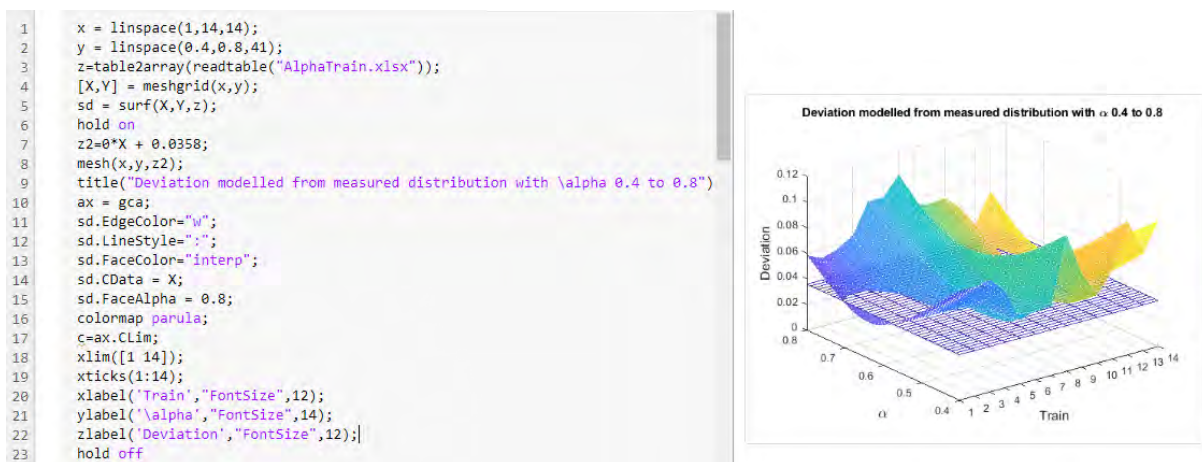 1 x = linspace(1,14,14);
2 y = linspace(0.4,0.8,41);
3 z=table2array(readtable("AlphaTrain.xlsx"));
4 [X,Y] = meshgrid(x,y);
5 sd = surf(X,Y,z);
6 hold on
7 z2=0*X + 0.0358;
8 mesh(x,y,z2);
9 title("Deviation modelled from measured distribution with \alpha 0.4 to 0.8")
10 ax = gca;
11 sd.EdgeColor="w";
12 sd.LineStyle=":";
13 sd.FaceColor="interp";
14 sd.CData = X;
15 sd.FaceAlpha = 0.8;
16 colormap parula;
17 c=ax.CLim;
18 xlim([1 14]);
19 xticks(1:14);
20 xlabel('Train',"FontSize",12);
21 ylabel('\alpha',"FontSize",14);
22 zlabel('Deviation',"FontSize",12);
23 hold off
Deviation modelled from measured distribution with α 0.4 to 0.8
0.12
0.1
0.08
0.06
0.04
0.02
0
Deviation
0.8
0.7
0.6
0.5
0.4
α
1 2 3 4 5 6 7 8 9 10 11 12 13 14
Train